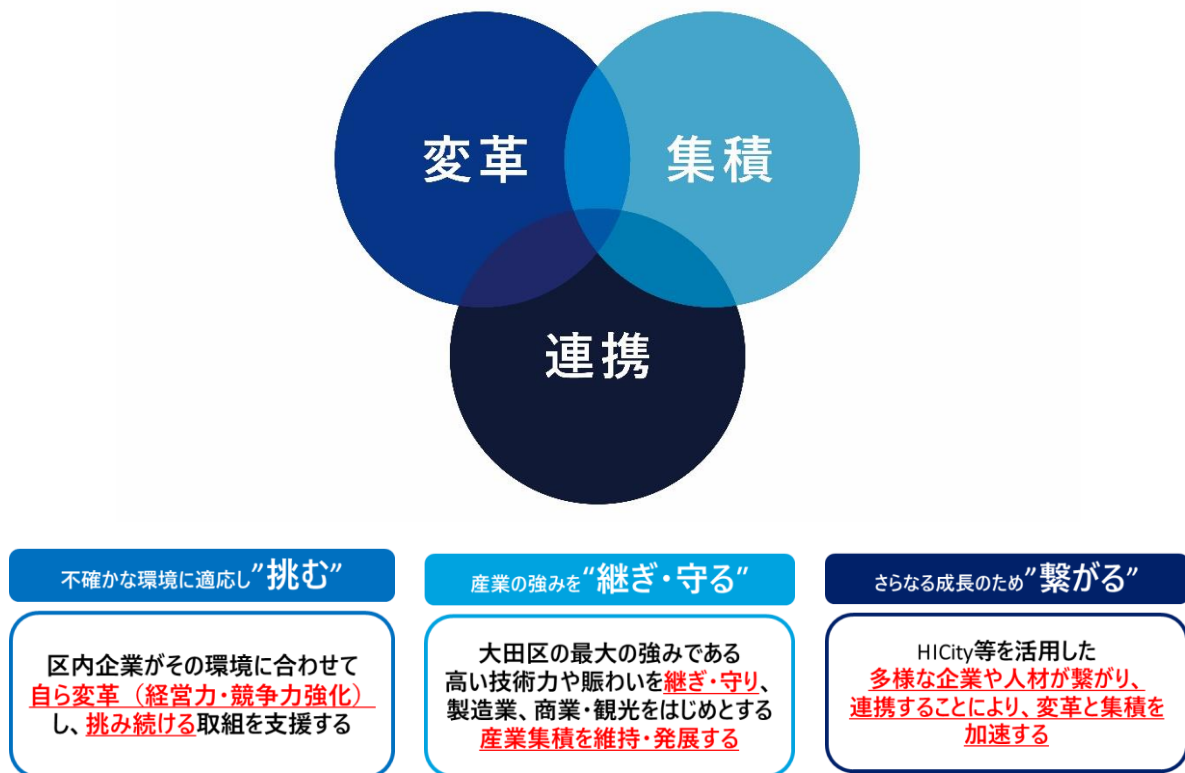 変革
集積
連携
不確かな環境に適応し"挑む"
区内企業がその環境に合わせて
自ら変革（経営力・競争力強化）
し、挑み続ける取組を支援する
産業の強みを"継ぎ・守る"
大田区の最大の強みである
高い技術力や賑わいを継ぎ・守り、
製造業、商業・観光をはじめとする
産業集積を維持・発展する
さらなる成長のため"繋がる"
HICity等を活用した
多様な企業や人材が繋がり、
連携することにより、変革と集積を
加速する